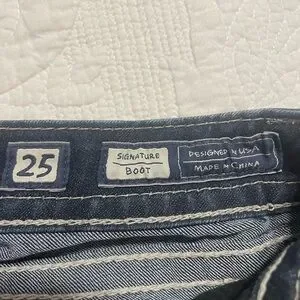 25
SIGNATURE
BOOT
DESIGNED IN USA
MADE IN CHINA